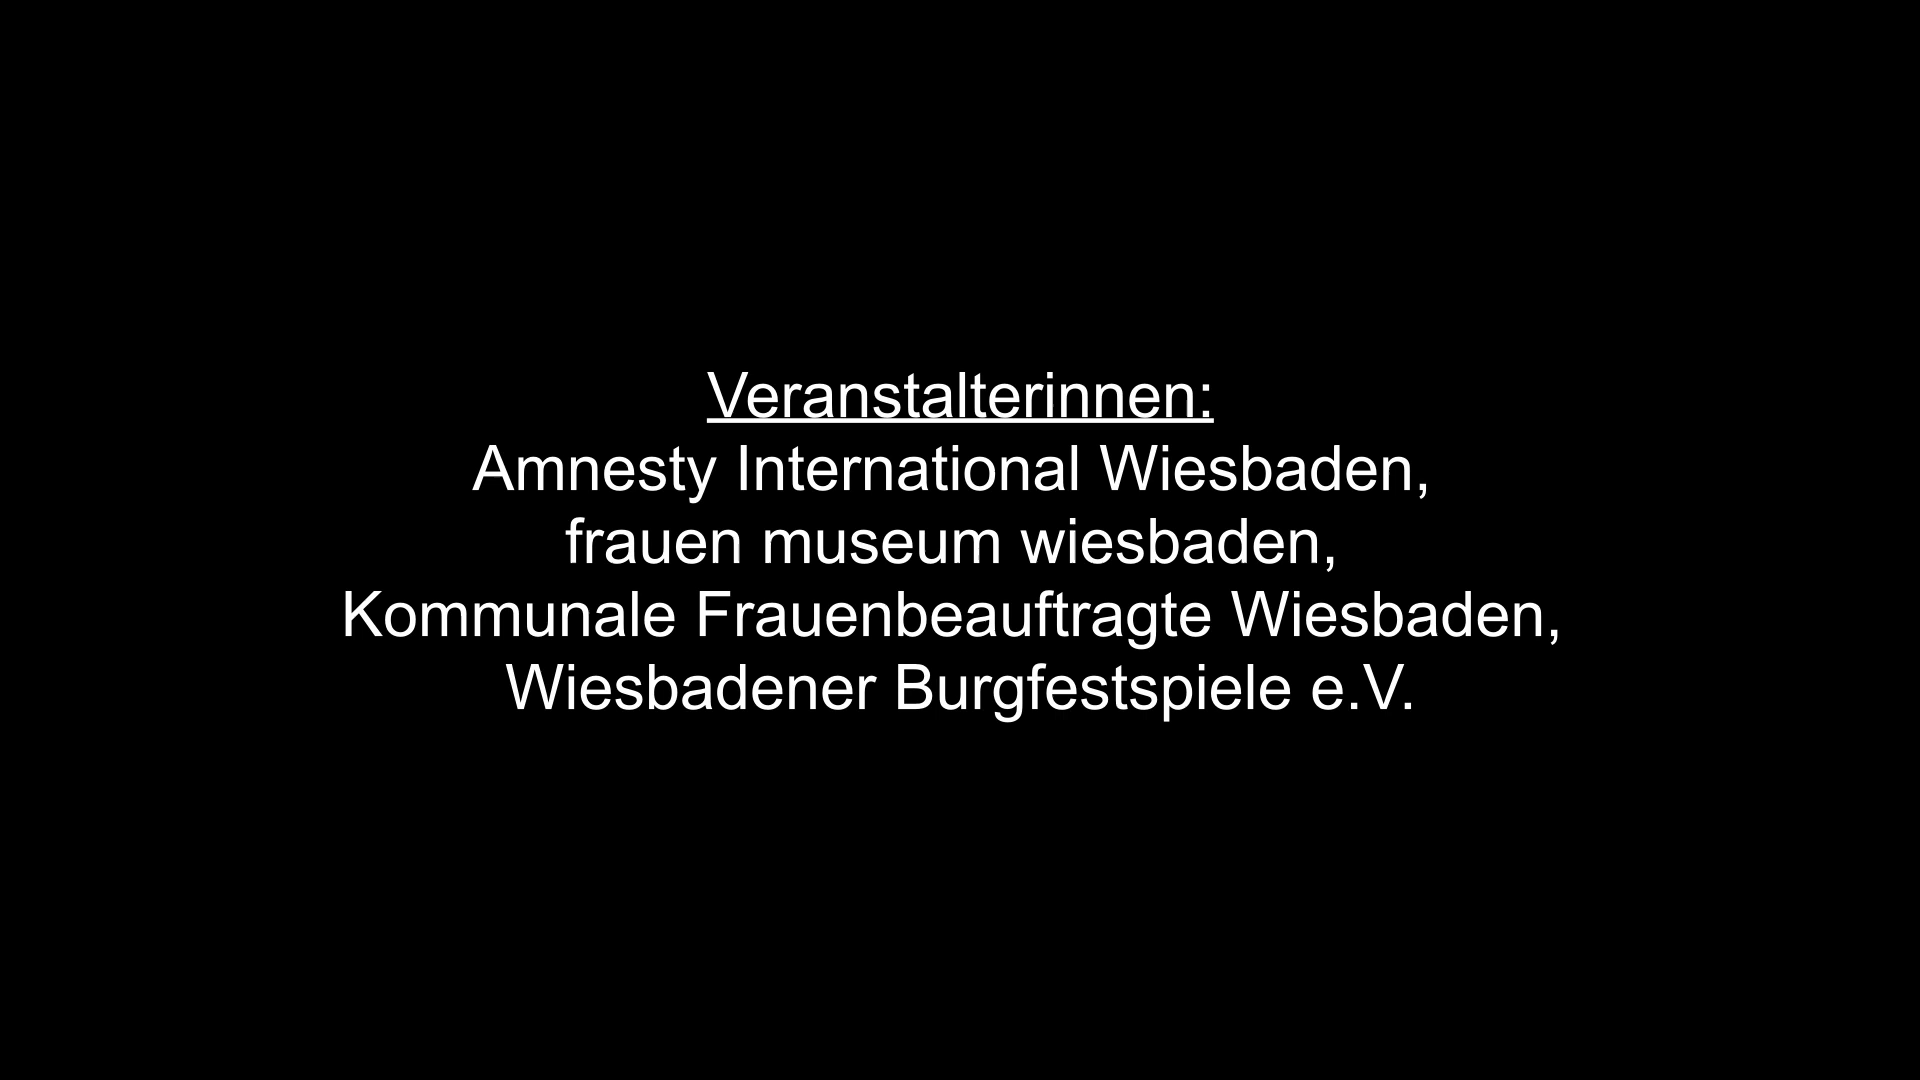 Veranstalterinnen:
Amnesty International Wiesbaden,
frauen museum wiesbaden,
Kommunale Frauenbeauftragte Wiesbaden,
Wiesbadener Burgfestspiele e.V.